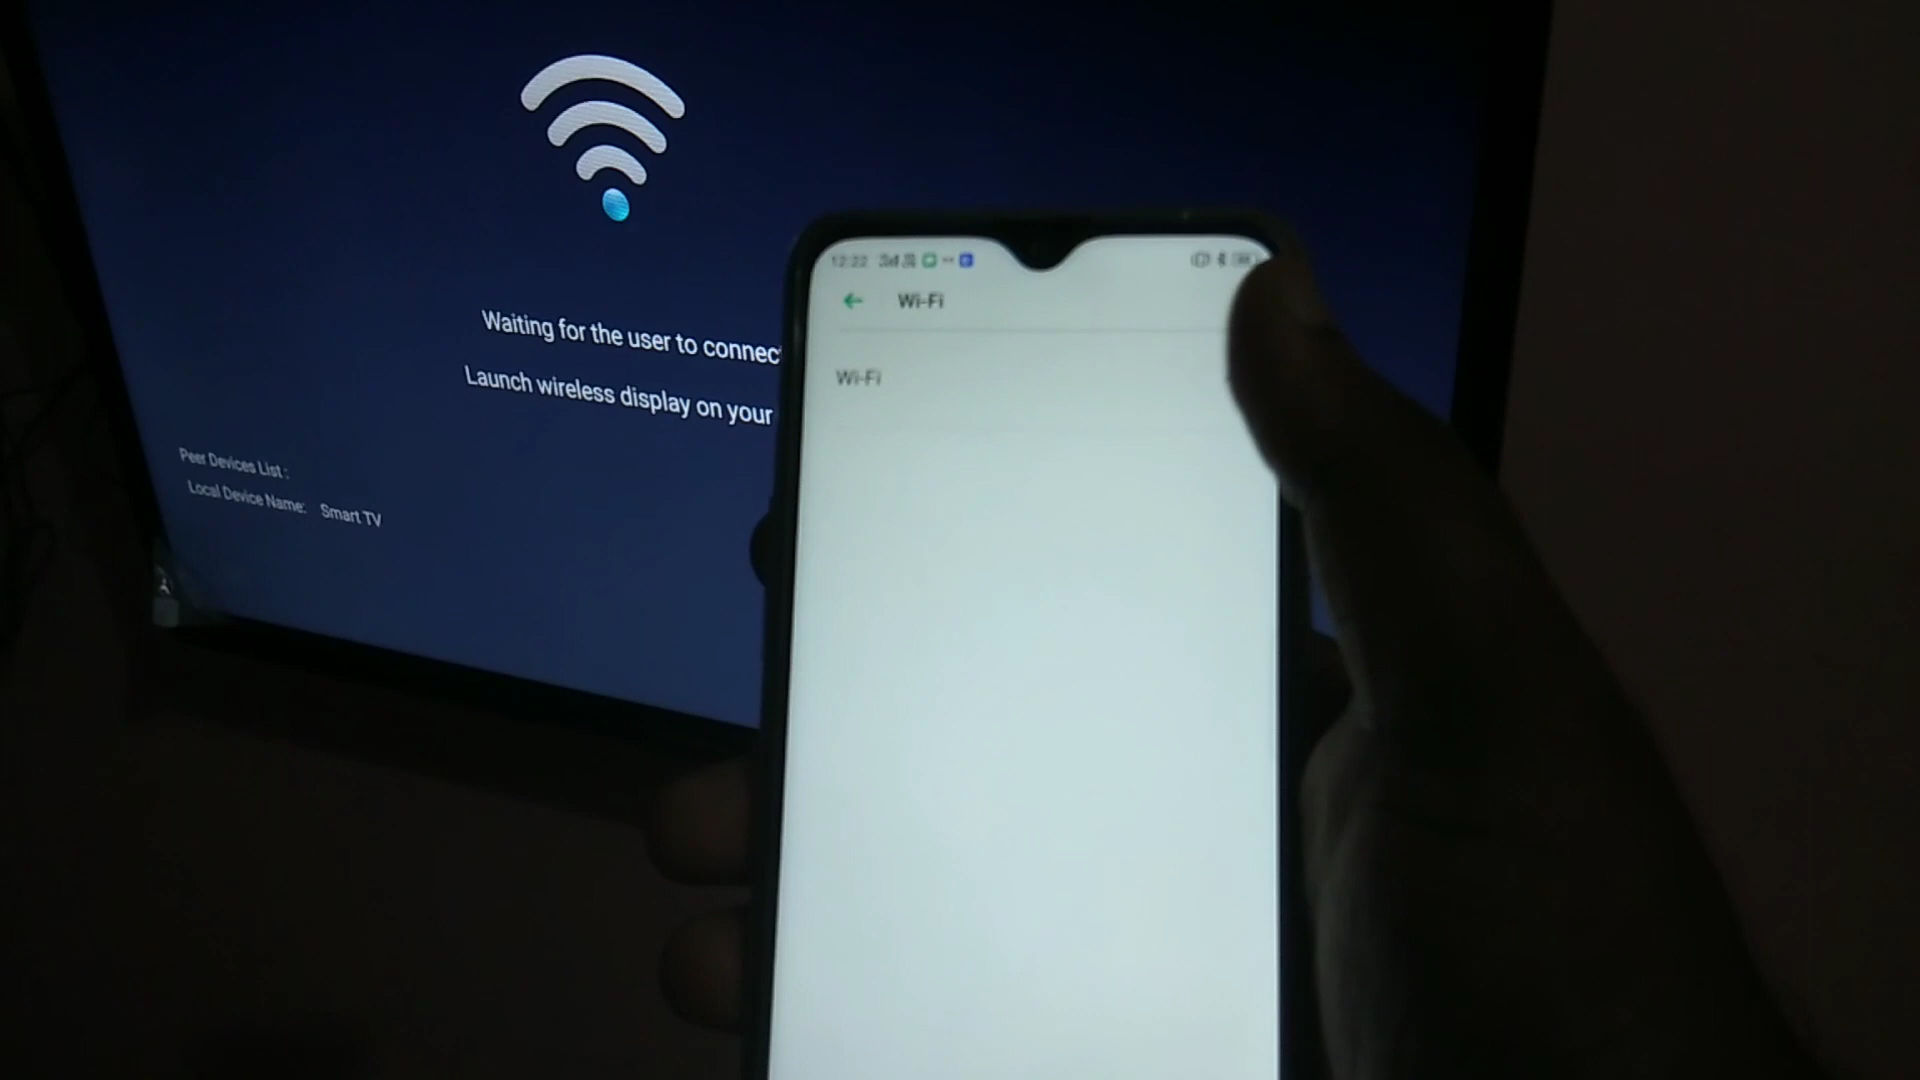 Waiting for the user to connec
Launch wireless display on your
Peer Devices List :
Local Device Name: Smart TV
12:22
Wi-Fi
Wi-Fi